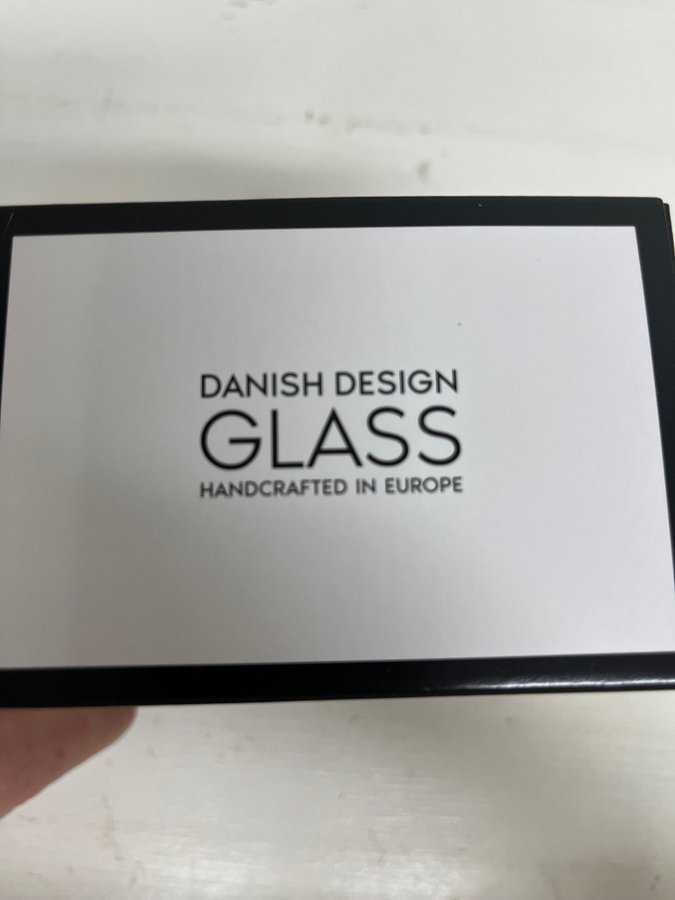 DANISH DESIGN
GLASS
HANDCRAFTED IN EUROPE